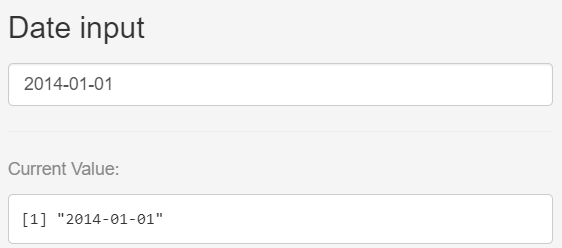 Date input
2014-01-01
Current Value:
[1] "2014-01-01"